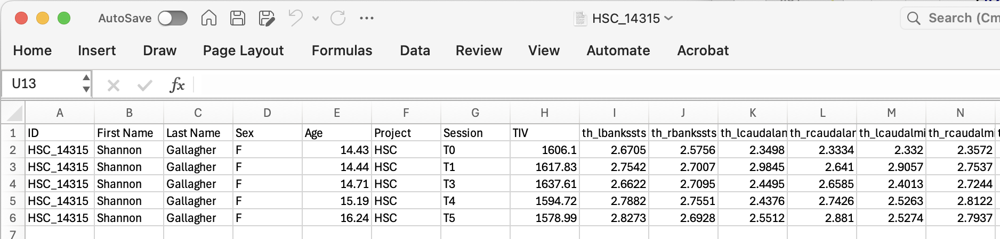 AutoSave HSC_14315 Search (Cm
Home Insert Draw Page Layout Formulas Data Review View Automate Acrobat
U13 fx
A B C D E F G H I J K L M N
1 ID First Name Last Name Sex Age Project Session TIV th_lbankssts th_rbankssts th_lcaudalan th_rcaudalar th_lcaudalmi th_rcaudalmi
2 HSC_14315 Shannon Gallagher F 14.43 HSC T0 1606.1 2.6705 2.5756 2.3498 2.3334 2.332 2.3572
3 HSC_14315 Shannon Gallagher F 14.44 HSC T1 1617.83 2.7542 2.7007 2.9845 2.641 2.9057 2.7537
4 HSC_14315 Shannon Gallagher F 14.71 HSC T3 1637.61 2.6622 2.7095 2.4495 2.6585 2.4013 2.7244
5 HSC_14315 Shannon Gallagher F 15.19 HSC T4 1594.72 2.7882 2.7551 2.4376 2.7426 2.5263 2.8122
6 HSC_14315 Shannon Gallagher F 16.24 HSC T5 1578.99 2.8273 2.6928 2.5512 2.881 2.5274 2.7937
7